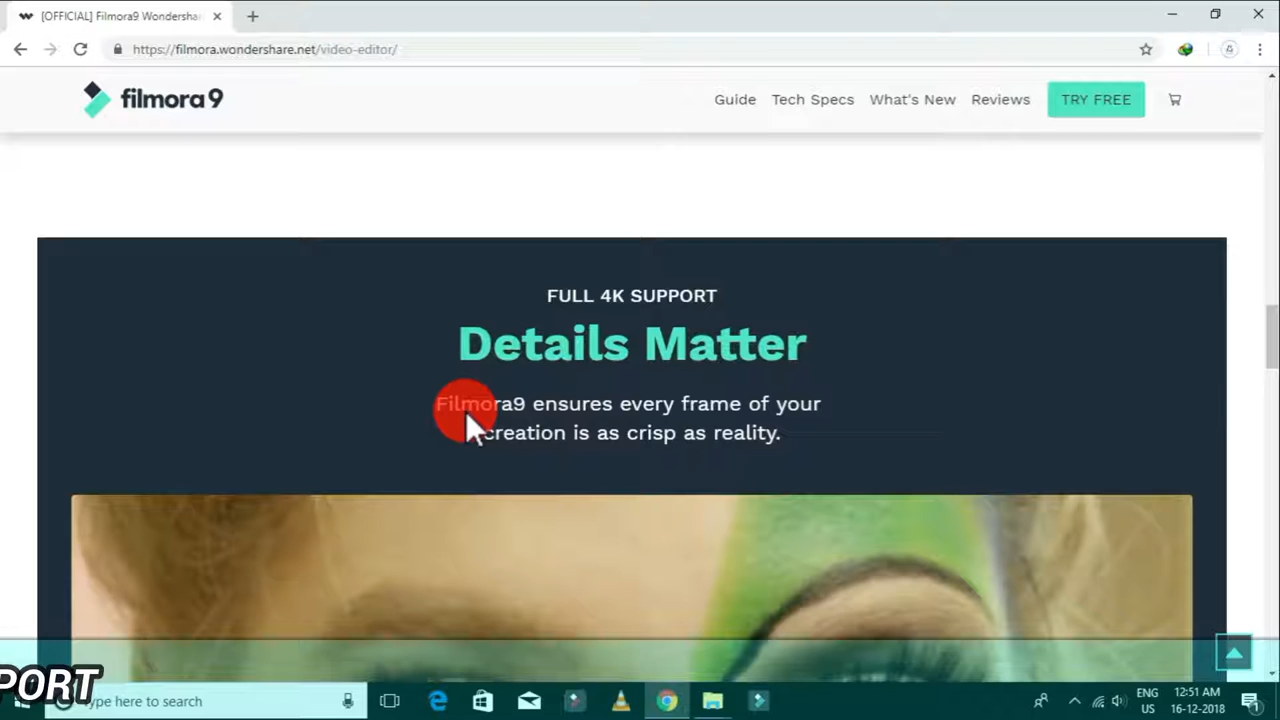 [OFFICIAL] Filmora9 Wondersha
https://filmora.wondershare.net/video-editor/
filmora9
Guide
Tech Specs
What's New
Reviews
TRY FREE
FULL 4K SUPPORT
Details Matter
Filmora9 ensures every frame of your
creation is as crisp as reality.
PORT
ype here to search
ENG
US
12:51 AM
16-12-2018
1